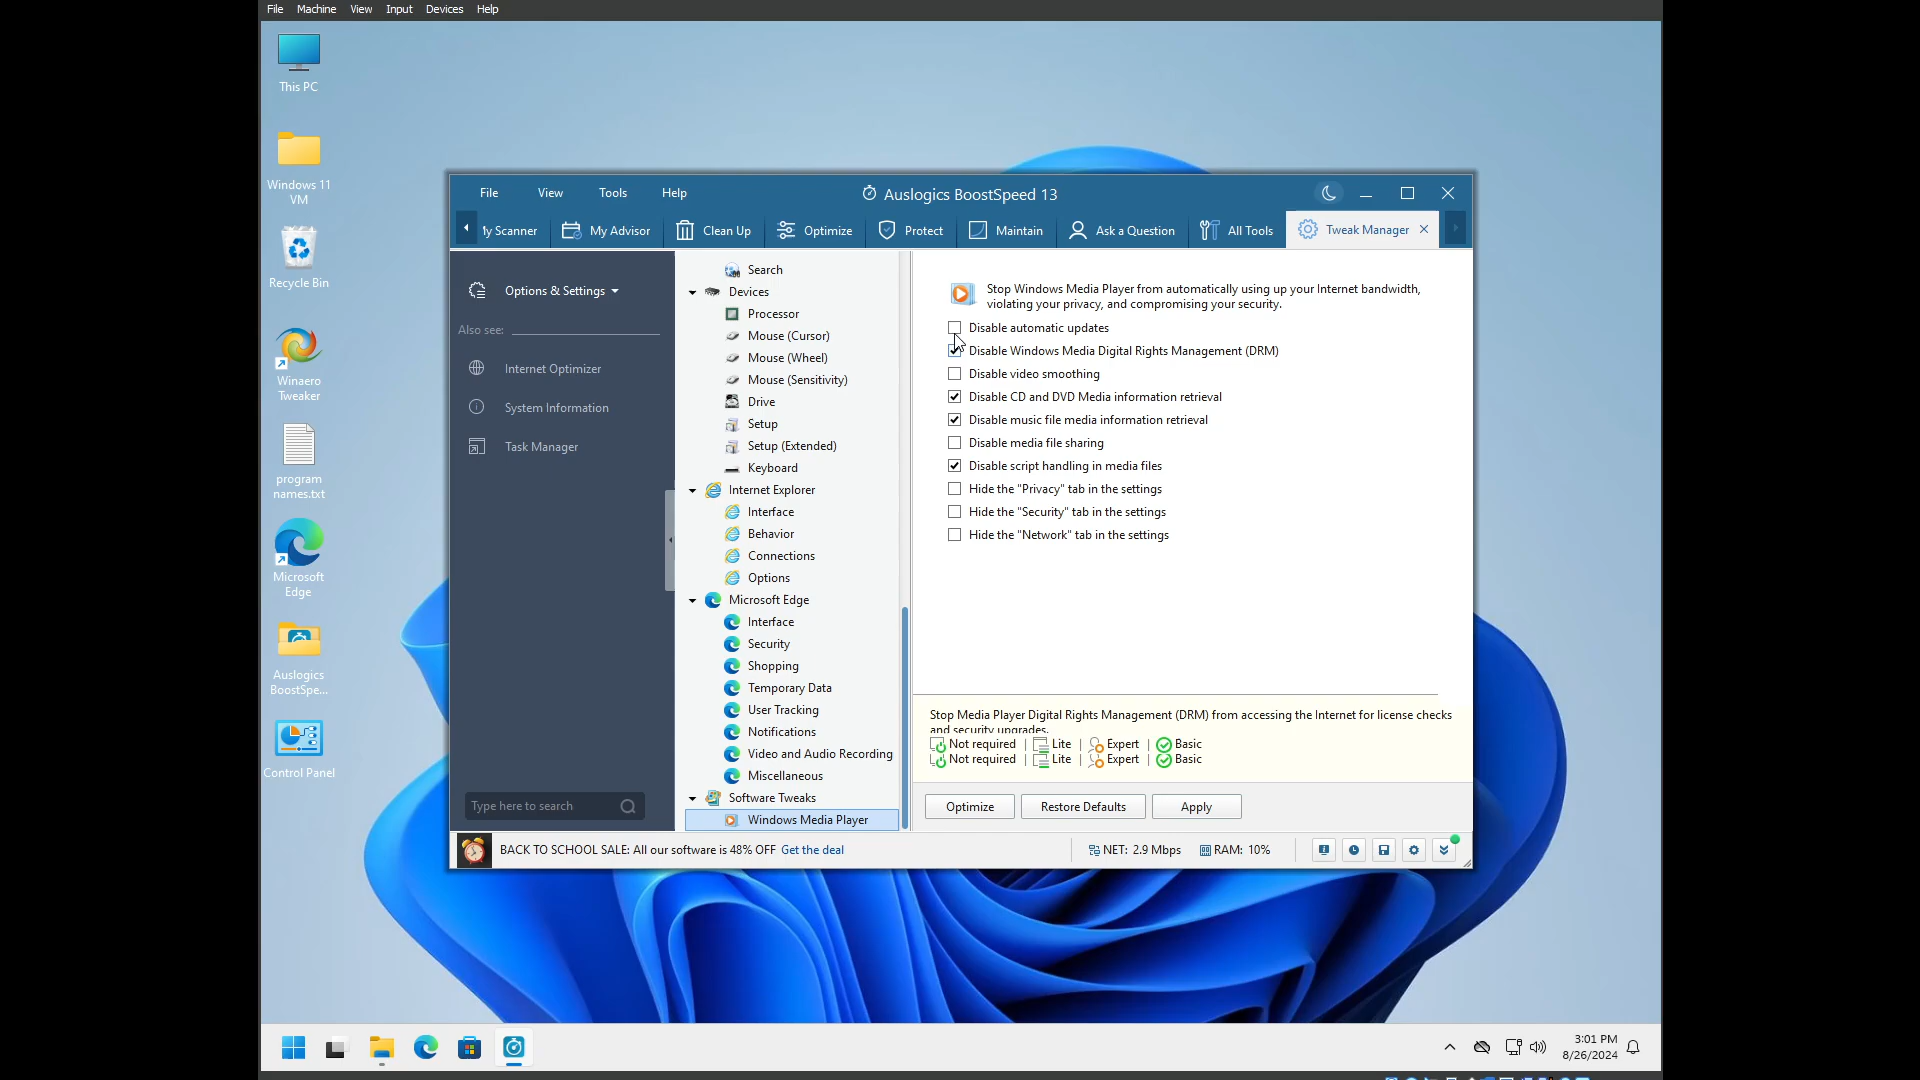 File Machine View Input Devices Help
This PC
Windows 11
VM
Recycle Bin
Winaero
Tweaker
program
names.txt
Microsoft
Edge
Auslogics
BoostSpe...
Control Panel
File View Tools Help
Auslogics BoostSpeed 13
y Scanner My Advisor Clean Up Optimize Protect Maintain Ask a Question All Tools Tweak Manager
Options & Settings
Also see:
Internet Optimizer
System Information
Task Manager
Type here to search
Search
Devices
Processor
Mouse (Cursor)
Mouse (Wheel)
Mouse (Sensitivity)
Drive
Setup
Setup (Extended)
Keyboard
Internet Explorer
Interface
Behavior
Connections
Options
Microsoft Edge
Interface
Security
Shopping
Temporary Data
User Tracking
Notifications
Video and Audio Recording
Miscellaneous
Software Tweaks
Windows Media Player
Stop Windows Media Player from automatically using up your Internet bandwidth,
violating your privacy, and compromising your security.
Disable automatic updates
Disable Windows Media Digital Rights Management (DRM)
Disable video smoothing
Disable CD and DVD Media information retrieval
Disable music file media information retrieval
Disable media file sharing
Disable script handling in media files
Hide the "Privacy" tab in the settings
Hide the "Security" tab in the settings
Hide the "Network" tab in the settings
Stop Media Player Digital Rights Management (DRM) from accessing the Internet for license checks
and security upgrades.
Not required | Lite | Expert | Basic
Not required | Lite | Expert | Basic
Optimize Restore Defaults Apply
BACK TO SCHOOL SALE: All our software is 48% OFF Get the deal
NET: 2.9 Mbps RAM: 10%
3:01 PM
8/26/2024